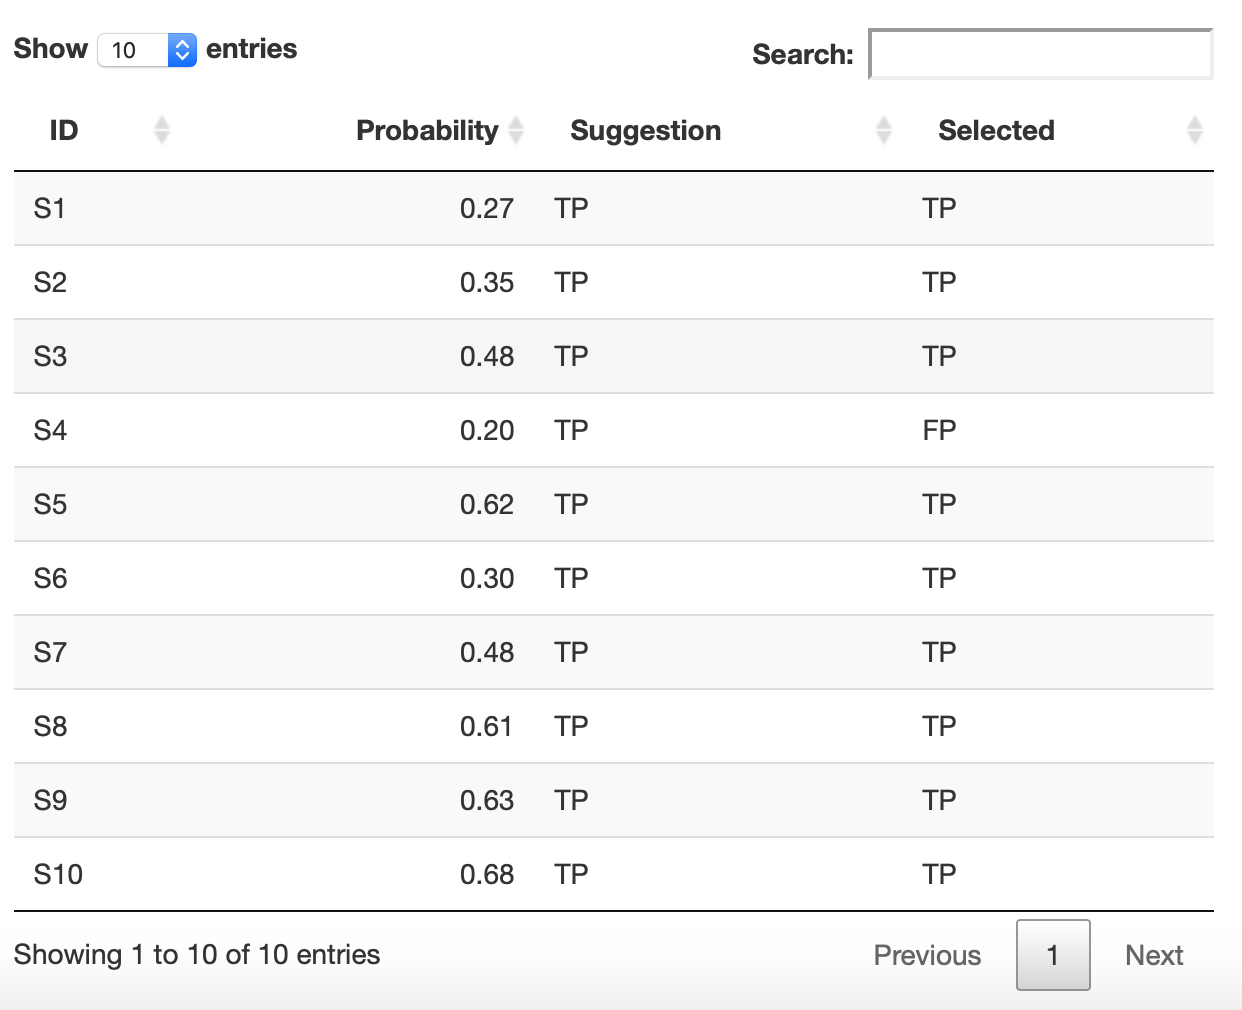 Show 10 entries Search:
ID Probability Suggestion Selected
S1 0.27 TP TP
S2 0.35 TP TP
S3 0.48 TP TP
S4 0.20 TP FP
S5 0.62 TP TP
S6 0.30 TP TP
S7 0.48 TP TP
S8 0.61 TP TP
S9 0.63 TP TP
S10 0.68 TP TP
Showing 1 to 10 of 10 entries Previous 1 Next